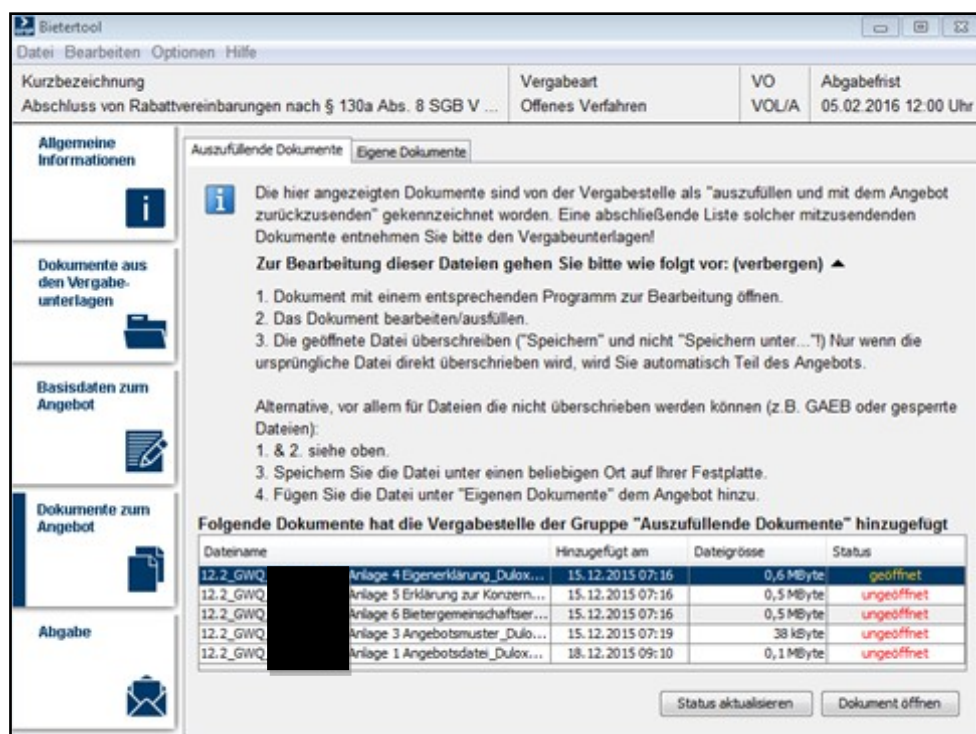 Bietertool
Datei Bearbeiten Optionen Hilfe
Kurzbezeichnung Vergabeart VO Abgabefrist
Abschluss von Rabattvereinbarungen nach § 130a Abs. 8 SGB V ... Offenes Verfahren VOL/A 05.02.2016 12:00 Uhr
Allgemeine
Informationen
Dokumente aus
den Vergabe-
unterlagen
Basisdaten zum
Angebot
Dokumente zum
Angebot
Abgabe
Auszufüllende Dokumente Eigene Dokumente
Die hier angezeigten Dokumente sind von der Vergabestelle als "auszufüllen und mit dem Angebot
zurückzusenden" gekennzeichnet worden. Eine abschließende Liste solcher mitzusendenden
Dokumente entnehmen Sie bitte den Vergabeunterlagen!
Zur Bearbeitung dieser Dateien gehen Sie bitte wie folgt vor: (verbergen)
1. Dokument mit einem entsprechenden Programm zur Bearbeitung öffnen.
2. Das Dokument bearbeiten/ausfüllen.
3. Die geöffnete Datei überschreiben ("Speichern" und nicht "Speichern unter..."!) Nur wenn die
ursprüngliche Datei direkt überschrieben wird, wird Sie automatisch Teil des Angebots.
Alternative, vor allem für Dateien die nicht überschrieben werden können (z.B. GAEB oder gesperrte
Dateien):
1. & 2. siehe oben.
3. Speichern Sie die Datei unter einen beliebigen Ort auf Ihrer Festplatte.
4. Fügen Sie die Datei unter "Eigenen Dokumente" dem Angebot hinzu.
Folgende Dokumente hat die Vergabestelle der Gruppe "Auszufüllende Dokumente" hinzugefügt
Dateiname Hinzugefügt am Dateigrösse Status
12.2_GWQ_ Anlage 4 Eigenerklärung_Dulox... 15.12.2015 07:16 0,6 MByte geöffnet
12.2_GWQ_ Anlage 5 Erklärung zur Konzern... 15.12.2015 07:16 0,5 MByte ungeöffnet
12.2_GWQ_ Anlage 6 Bietergemeinschaftser... 15.12.2015 07:16 0,5 MByte ungeöffnet
12.2_GWQ_ Anlage 3 Angebotsmuster_Dulo... 15.12.2015 07:19 38 kByte ungeöffnet
12.2_GWQ_ Anlage 1 Angebotsdatei_Dulox... 18.12.2015 09:10 0,1 MByte ungeöffnet
Status aktualisieren Dokument öffnen